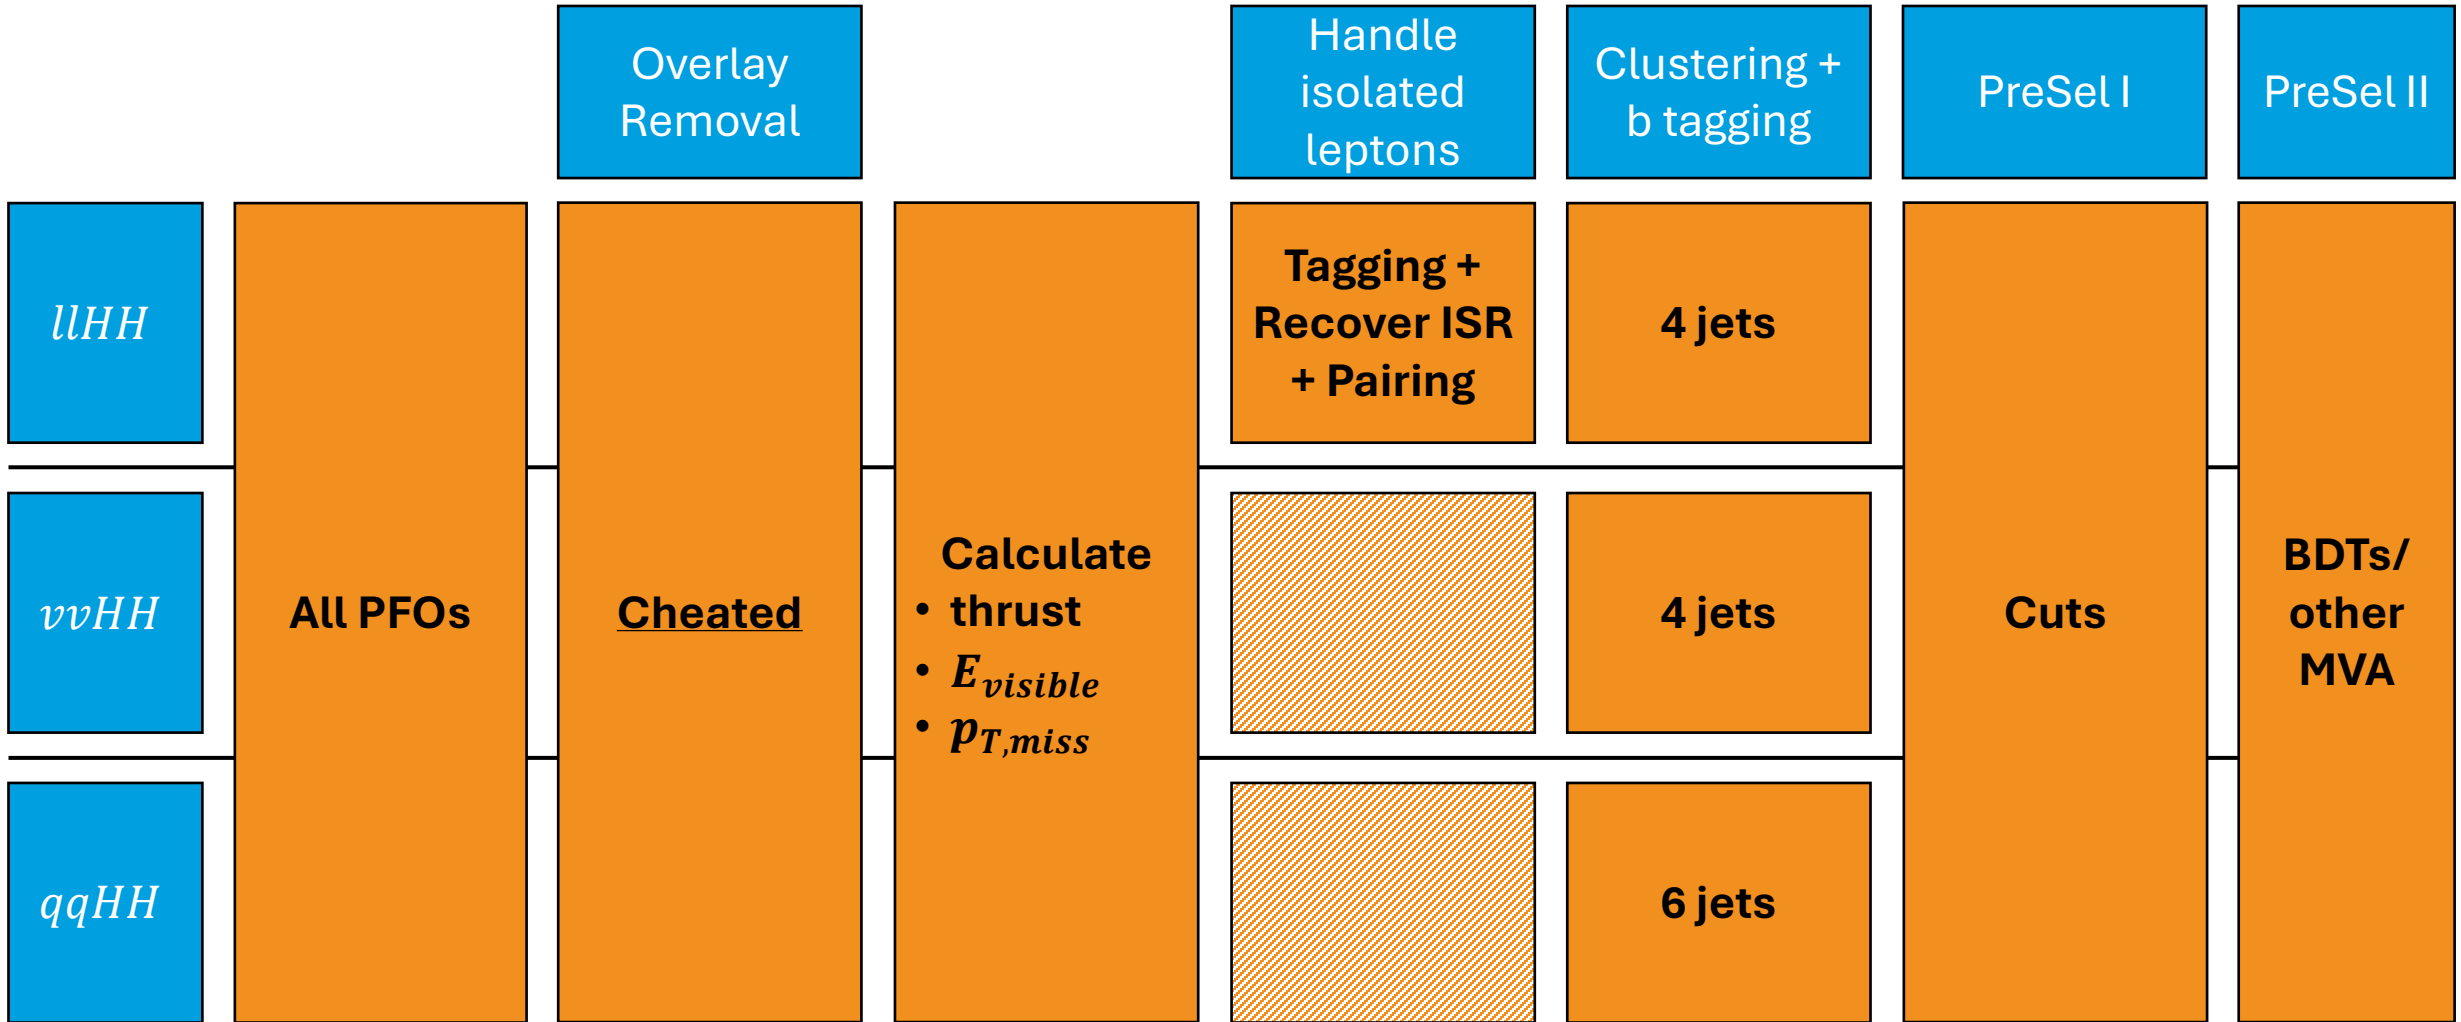 Overlay
Removal
Handle
isolated
leptons
Clustering +
b tagging
PreSel I
PreSel II
llHH
ννHH
qqHH
All PFOs
Cheated
Calculate
• thrust
• E_visible
• p_T,miss
Tagging +
Recover ISR
+ Pairing
4 jets
4 jets
6 jets
Cuts
BDTs/
other
MVA